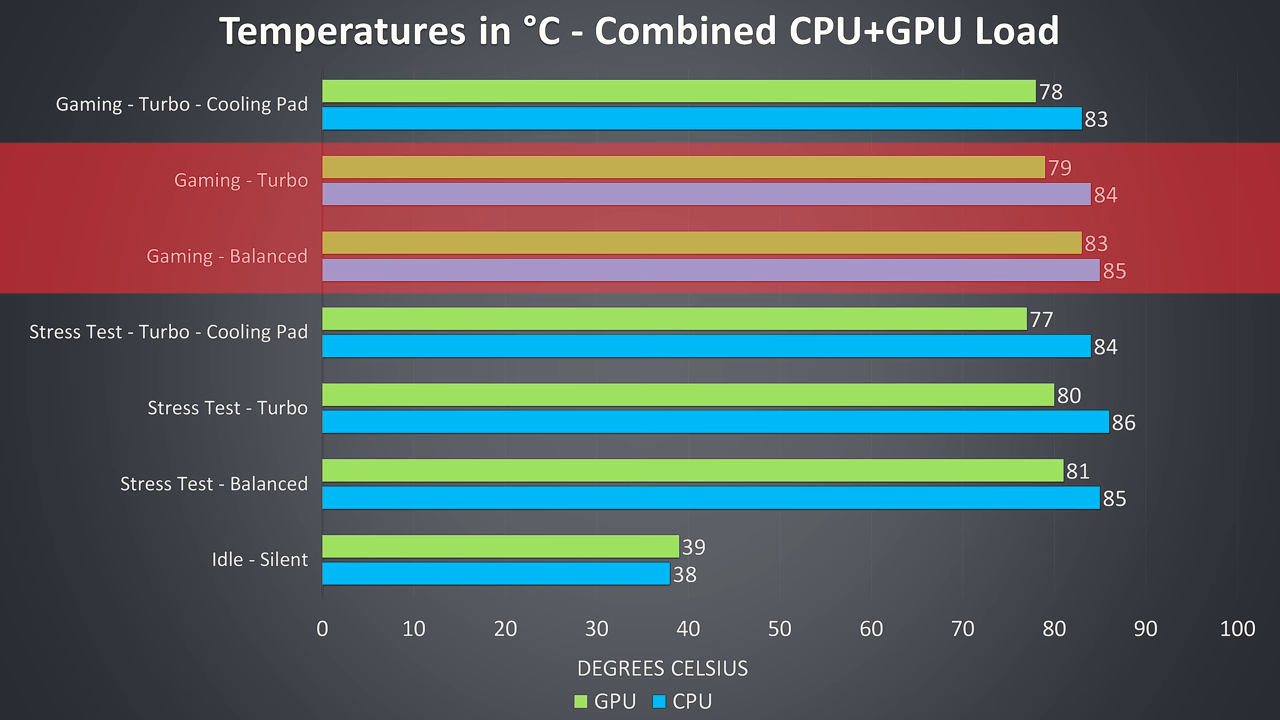 Temperatures in °C - Combined CPU+GPU Load
Gaming - Turbo - Cooling Pad
78
83
Gaming - Turbo
79
84
Gaming - Balanced
83
85
Stress Test - Turbo - Cooling Pad
77
84
Stress Test - Turbo
80
86
Stress Test - Balanced
81
85
Idle - Silent
39
38
0 10 20 30 40 50 60 70 80 90 100
DEGREES CELSIUS
GPU CPU